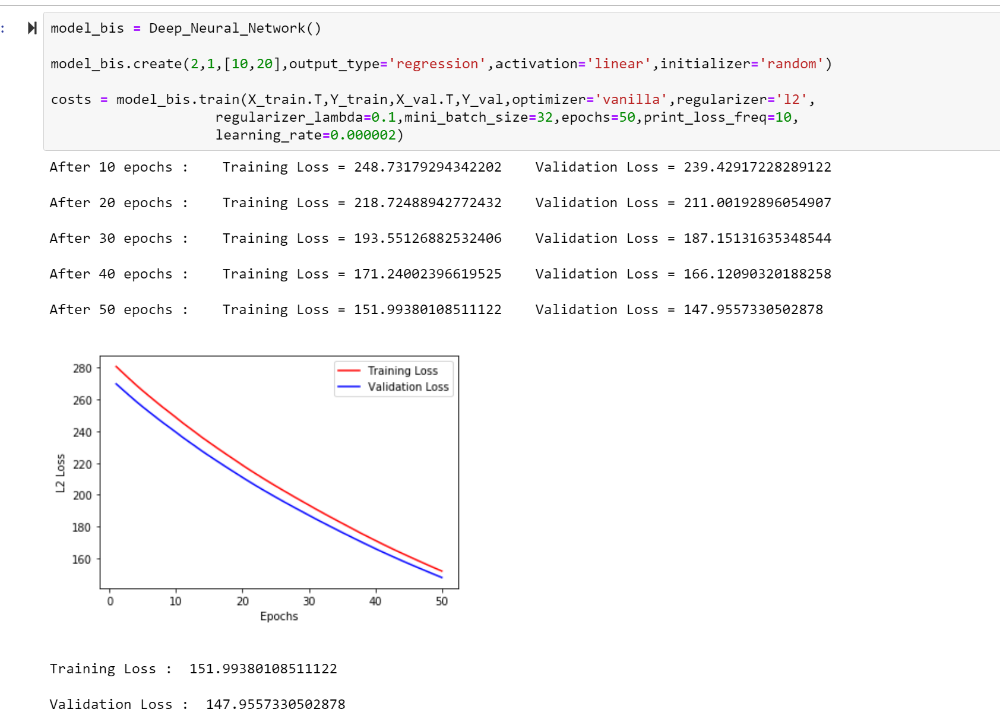 :
model_bis = Deep_Neural_Network()
model_bis.create(2,1,[10,20],output_type='regression',activation='linear',initializer='random')
costs = model_bis.train(X_train.T,Y_train,X_val.T,Y_val,optimizer='vanilla',regularizer='l2',
regularizer_lambda=0.1,mini_batch_size=32,epochs=50,print_loss_freq=10,
learning_rate=0.000002)
After 10 epochs :    Training Loss = 248.73179294342202    Validation Loss = 239.42917228289122
After 20 epochs :    Training Loss = 218.72488942772432    Validation Loss = 211.00192896054907
After 30 epochs :    Training Loss = 193.55126882532406    Validation Loss = 187.15131635348544
After 40 epochs :    Training Loss = 171.24002396619525    Validation Loss = 166.12090320188258
After 50 epochs :    Training Loss = 151.99380108511122    Validation Loss = 147.9557330502878
280
260
240
220
200
180
160
L2 Loss
Training Loss
Validation Loss
0 10 20 30 40 50
Epochs
Training Loss :  151.99380108511122
Validation Loss :  147.9557330502878